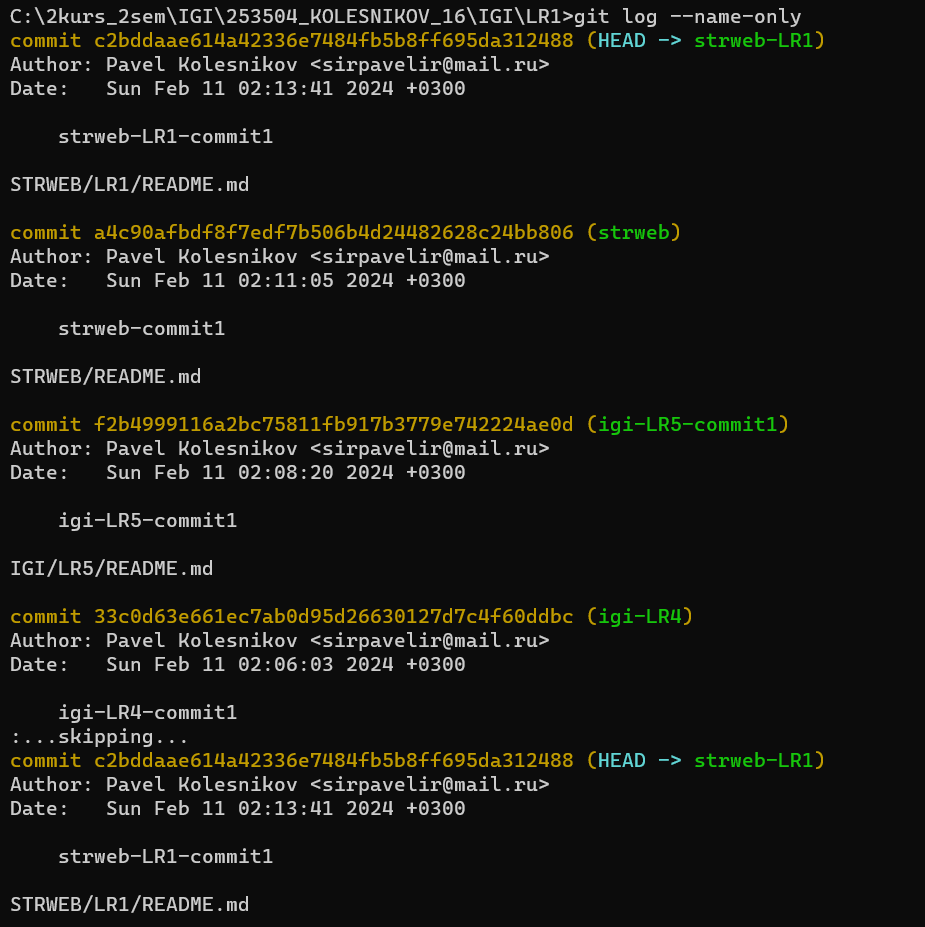 C:\2kurs_2sem\IGI\253504_KOLESNIKOV_16\IGI\LR1>git log --name-only
commit c2bddaae614a42336e7484fb5b8ff695da312488 (HEAD -> strweb-LR1)
Author: Pavel Kolesnikov <sirpavelir@mail.ru>
Date:   Sun Feb 11 02:13:41 2024 +0300
strweb-LR1-commit1
STRWEB/LR1/README.md
commit a4c90afbdf8f7edf7b506b4d24482628c24bb806 (strweb)
Author: Pavel Kolesnikov <sirpavelir@mail.ru>
Date:   Sun Feb 11 02:11:05 2024 +0300
strweb-commit1
STRWEB/README.md
commit f2b4999116a2bc75811fb917b3779e742224ae0d (igi-LR5-commit1)
Author: Pavel Kolesnikov <sirpavelir@mail.ru>
Date:   Sun Feb 11 02:08:20 2024 +0300
igi-LR5-commit1
IGI/LR5/README.md
commit 33c0d63e661ec7ab0d95d26630127d7c4f60ddbc (igi-LR4)
Author: Pavel Kolesnikov <sirpavelir@mail.ru>
Date:   Sun Feb 11 02:06:03 2024 +0300
igi-LR4-commit1
:...skipping...
commit c2bddaae614a42336e7484fb5b8ff695da312488 (HEAD -> strweb-LR1)
Author: Pavel Kolesnikov <sirpavelir@mail.ru>
Date:   Sun Feb 11 02:13:41 2024 +0300
strweb-LR1-commit1
STRWEB/LR1/README.md